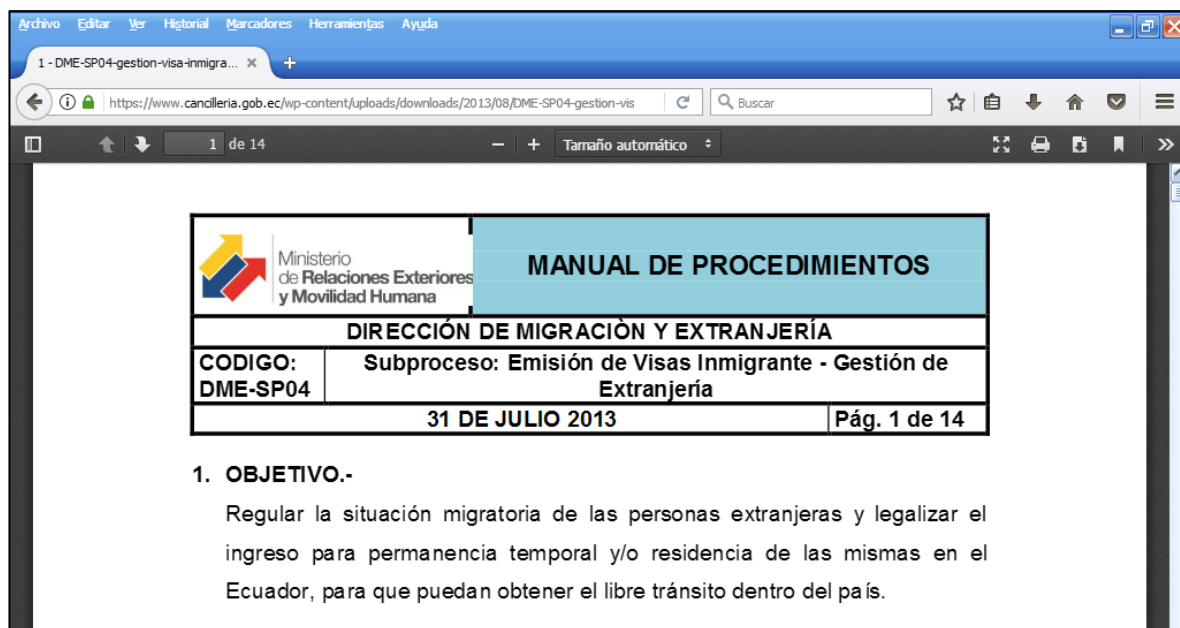 Archivo Editar Ver Historial Marcadores Herramientas Ayuda
1 - DME-SP04-gestion-visa-inmigra...
https://www.cancilleria.gob.ec/wp-content/uploads/downloads/2013/08/DME-SP04-gestion-vis
Buscar
1 de 14
Tamaño automático
Ministerio
de Relaciones Exteriores
y Movilidad Humana
MANUAL DE PROCEDIMIENTOS
DIRECCIÓN DE MIGRACIÒN Y EXTRANJERÍA
CODIGO:
DME-SP04
Subproceso: Emisión de Visas Inmigrante - Gestión de
Extranjería
31 DE JULIO 2013
Pág. 1 de 14
1. OBJETIVO.-
Regular la situación migratoria de las personas extranjeras y legalizar el
ingreso para permanencia temporal y/o residencia de las mismas en el
Ecuador, para que puedan obtener el libre tránsito dentro del país.